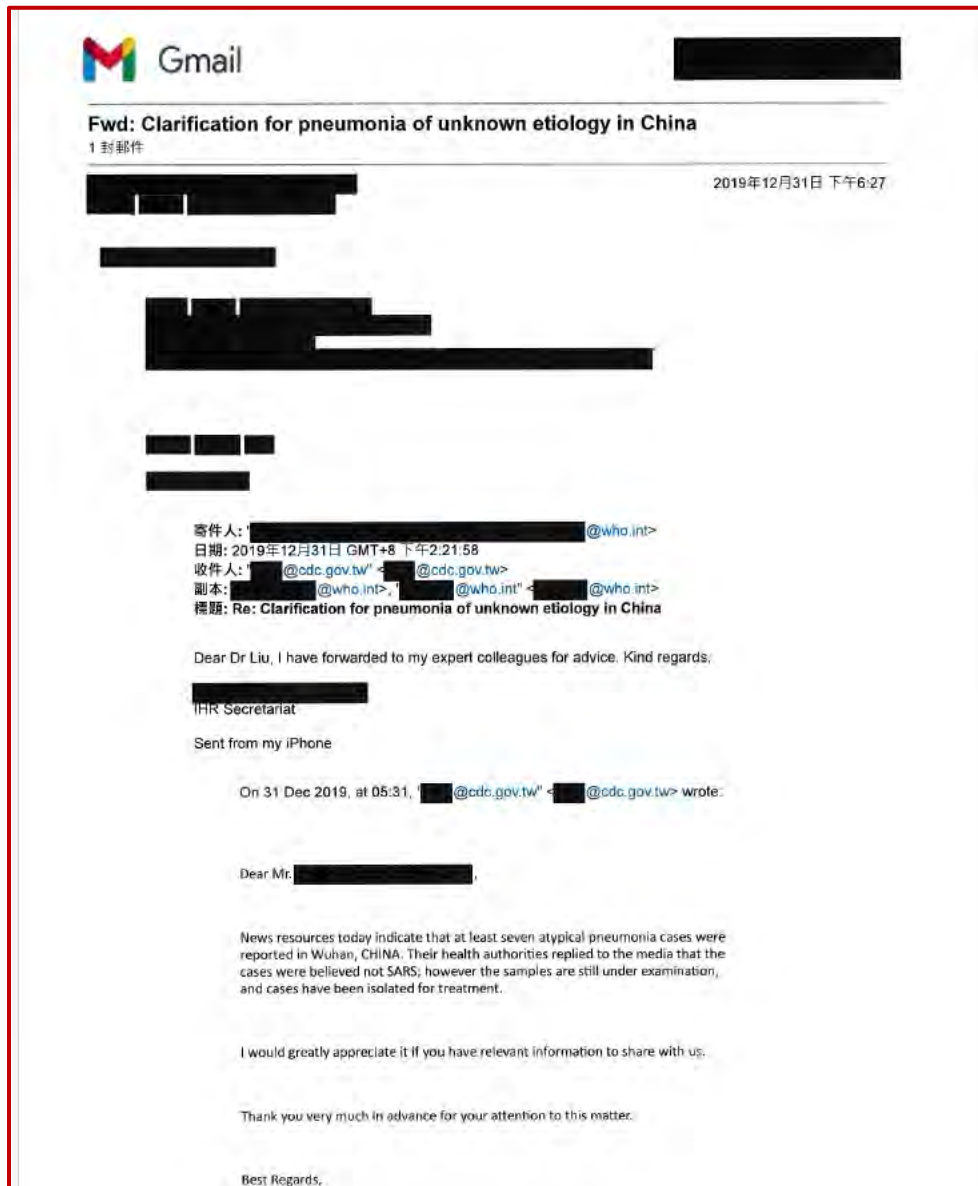 Gmail
Fwd: Clarification for pneumonia of unknown etiology in China
1 封郵件
2019年12月31日 下午6:27
寄件人: " @who.int>
日期: 2019年12月31日 GMT+8 下午2:21:58
收件人: " @cdc.gov.tw" < @cdc.gov.tw>
副本: @who.int>, " @who.int" < @who.int>
標題: Re: Clarification for pneumonia of unknown etiology in China
Dear Dr Liu, I have forwarded to my expert colleagues for advice. Kind regards,
IHR Secretariat
Sent from my iPhone
On 31 Dec 2019, at 05:31, " @cdc.gov.tw" < @cdc.gov.tw> wrote:
Dear Mr. ,
News resources today indicate that at least seven atypical pneumonia cases were
reported in Wuhan, CHINA. Their health authorities replied to the media that the
cases were believed not SARS; however the samples are still under examination,
and cases have been isolated for treatment.
I would greatly appreciate it if you have relevant information to share with us.
Thank you very much in advance for your attention to this matter.
Best Regards,